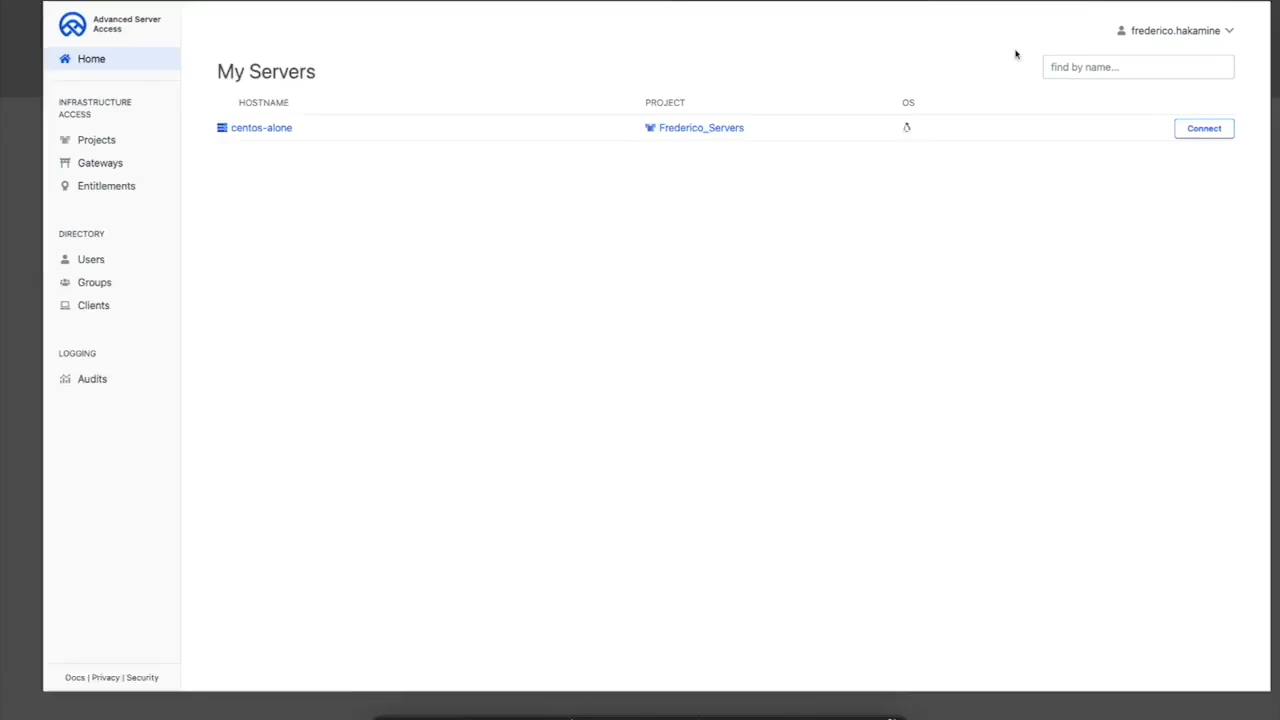 Advanced Server
Access
frederico.hakamine
Home
My Servers
find by name...
HOSTNAME
PROJECT
OS
centos-alone
Frederico_Servers
Connect
INFRASTRUCTURE
ACCESS
Projects
Gateways
Entitlements
DIRECTORY
Users
Groups
Clients
LOGGING
Audits
Docs | Privacy | Security